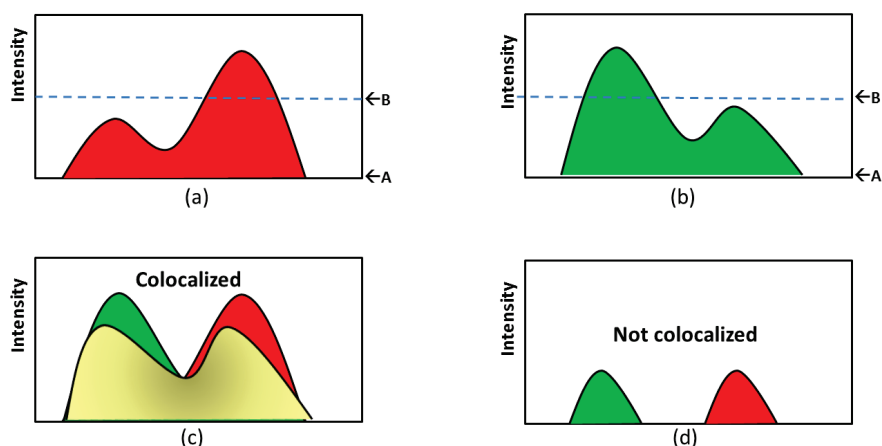 Intensity
←B
←A
(a)
Intensity
←B
←A
(b)
Intensity
Colocalized
(c)
Intensity
Not colocalized
(d)